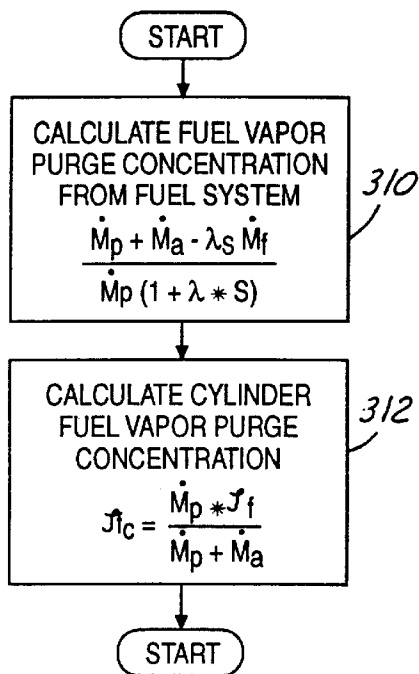 START
CALCULATE FUEL VAPOR
PURGE CONCENTRATION
FROM FUEL SYSTEM
Ṁp + Ṁa - λS Ṁf
Ṁp (1 + λ * S)
310
CALCULATE CYLINDER
FUEL VAPOR PURGE
CONCENTRATION
= Ṁp *
Ṁp + Ṁa
312
START